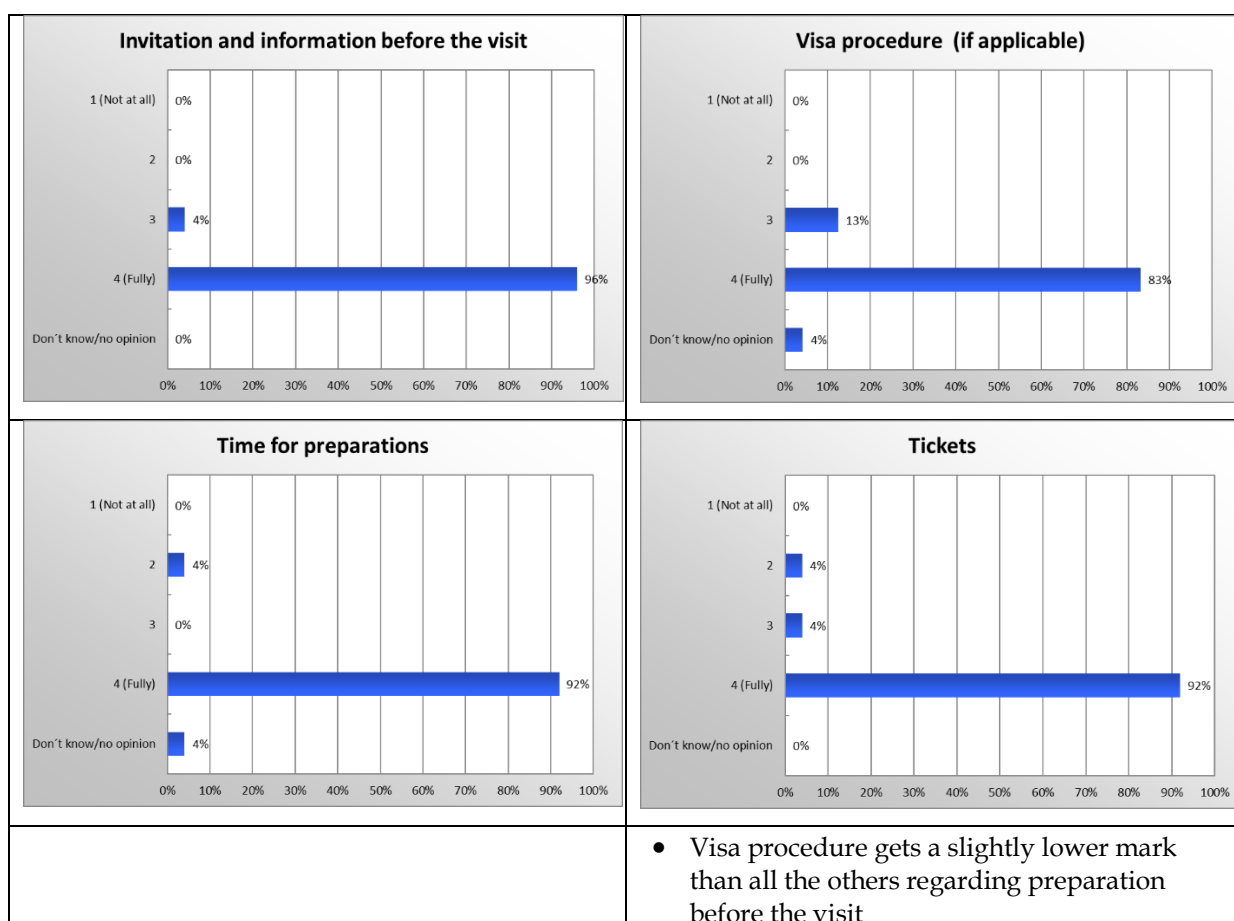 Invitation and information before the visit
1 (Not at all) 0%
2 0%
3 4%
4 (Fully) 96%
Don´t know/no opinion 0%
0% 10% 20% 30% 40% 50% 60% 70% 80% 90% 100%
Visa procedure (if applicable)
1 (Not at all) 0%
2 0%
3 13%
4 (Fully) 83%
Don´t know/no opinion 4%
0% 10% 20% 30% 40% 50% 60% 70% 80% 90% 100%
Time for preparations
1 (Not at all) 0%
2 4%
3 0%
4 (Fully) 92%
Don´t know/no opinion 4%
0% 10% 20% 30% 40% 50% 60% 70% 80% 90% 100%
Tickets
1 (Not at all) 0%
2 4%
3 4%
4 (Fully) 92%
Don´t know/no opinion 0%
0% 10% 20% 30% 40% 50% 60% 70% 80% 90% 100%
• Visa procedure gets a slightly lower mark
than all the others regarding preparation
before the visit